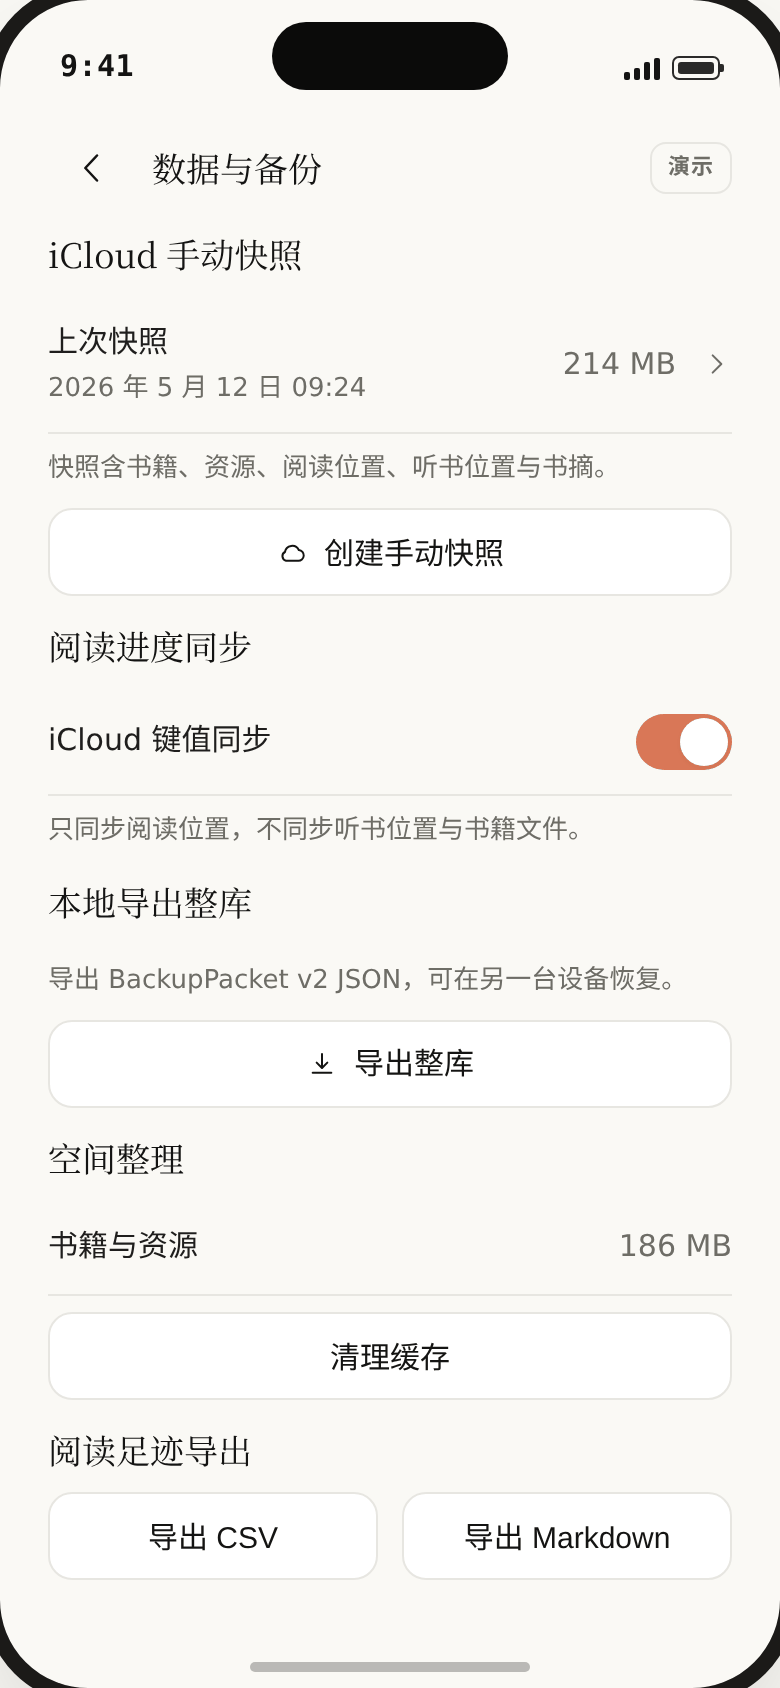 9:41
数据与备份
演示
iCloud 手动快照
上次快照
2026 年 5 月 12 日 09:24
214 MB
快照含书籍、资源、阅读位置、听书位置与书摘。
创建手动快照
阅读进度同步
iCloud 键值同步
只同步阅读位置，不同步听书位置与书籍文件。
本地导出整库
导出 BackupPacket v2 JSON，可在另一台设备恢复。
导出整库
空间整理
书籍与资源
186 MB
清理缓存
阅读足迹导出
导出 CSV
导出 Markdown